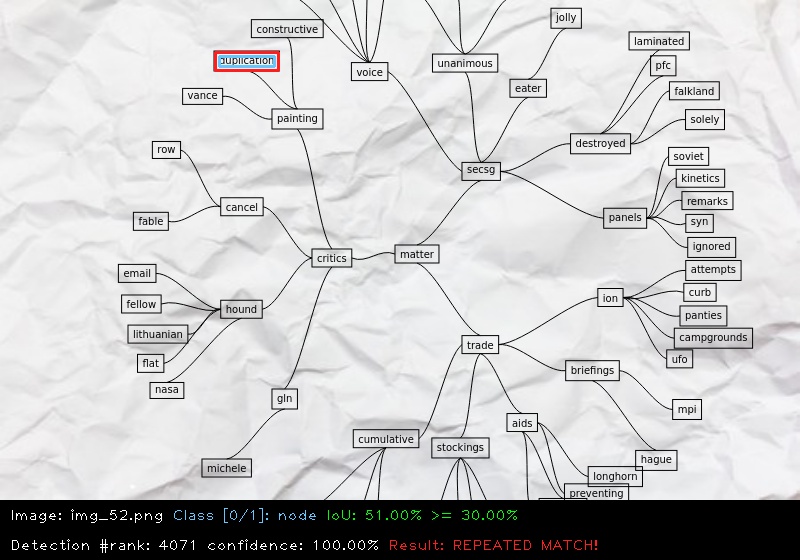 constructive
jolly
laminated
duplication
voice
unanimous
pfc
vance
eater
falkland
painting
solely
row
destroyed
soviet
secsg
kinetics
cancel
remarks
fable
panels
syn
ignored
critics
matter
email
attempts
fellow
hound
ion
curb
panties
lithuanian
trade
campgrounds
flat
ufo
nasa
briefings
gln
mpi
aids
cumulative
stockings
michele
hague
longhorn
preventing
Image: img_52.png Class [0/1]: node IoU: 51.00% >= 30.00%
Detection #rank: 4071 confidence: 100.00% Result: REPEATED MATCH!